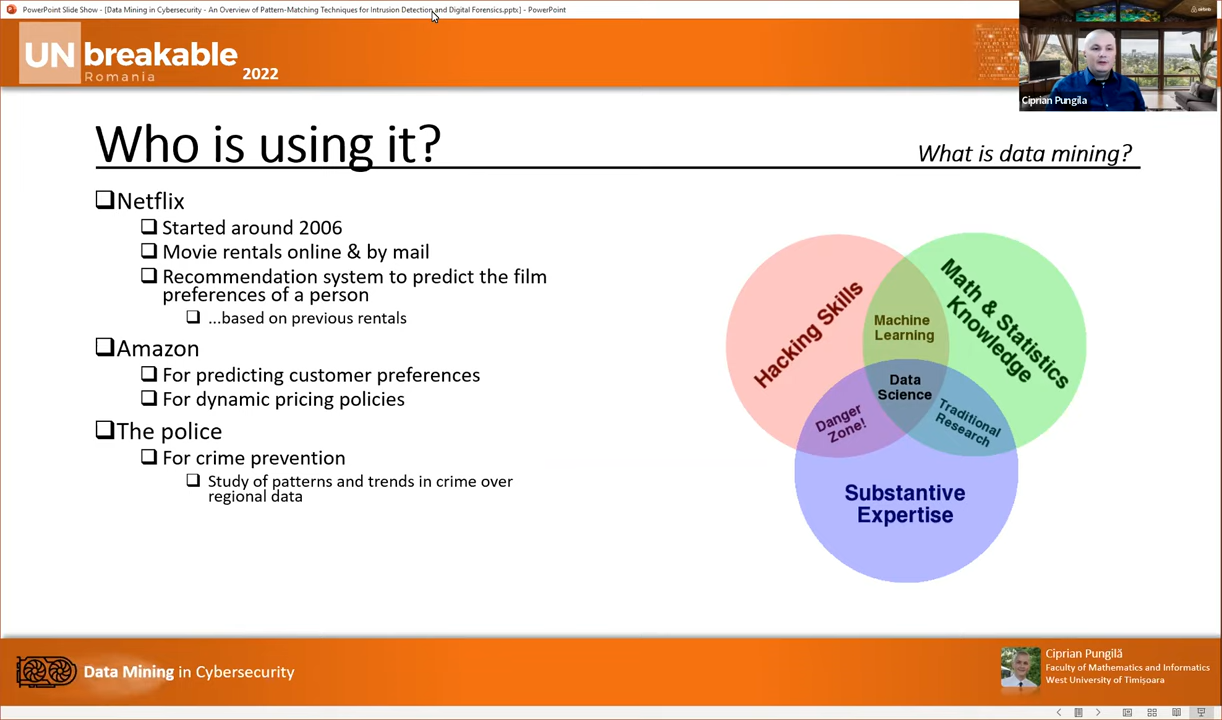 PowerPoint Slide Show - [Data Mining in Cybersecurity - An Overview of Pattern-Matching Techniques for Intrusion Detection and Digital Forensics.pptx] - PowerPoint
UN breakable
Romania
2022
airbnb
Ciprian Pungila
Who is using it?
What is data mining?
Netflix
Started around 2006
Movie rentals online & by mail
Recommendation system to predict the film
preferences of a person
...based on previous rentals
Amazon
For predicting customer preferences
For dynamic pricing policies
The police
For crime prevention
Study of patterns and trends in crime over
regional data
Hacking Skills
Math & Statistics
Knowledge
Machine
Learning
Data
Science
Danger
Zone!
Traditional
Research
Substantive
Expertise
Data Mining in Cybersecurity
Ciprian Pungilă
Faculty of Mathematics and Informatics
West University of Timișoara